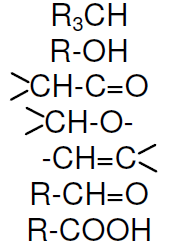 R₃CH
R-OH
>CH-C=O
>CH-O-
-CH=C<
R-CH=O
R-COOH